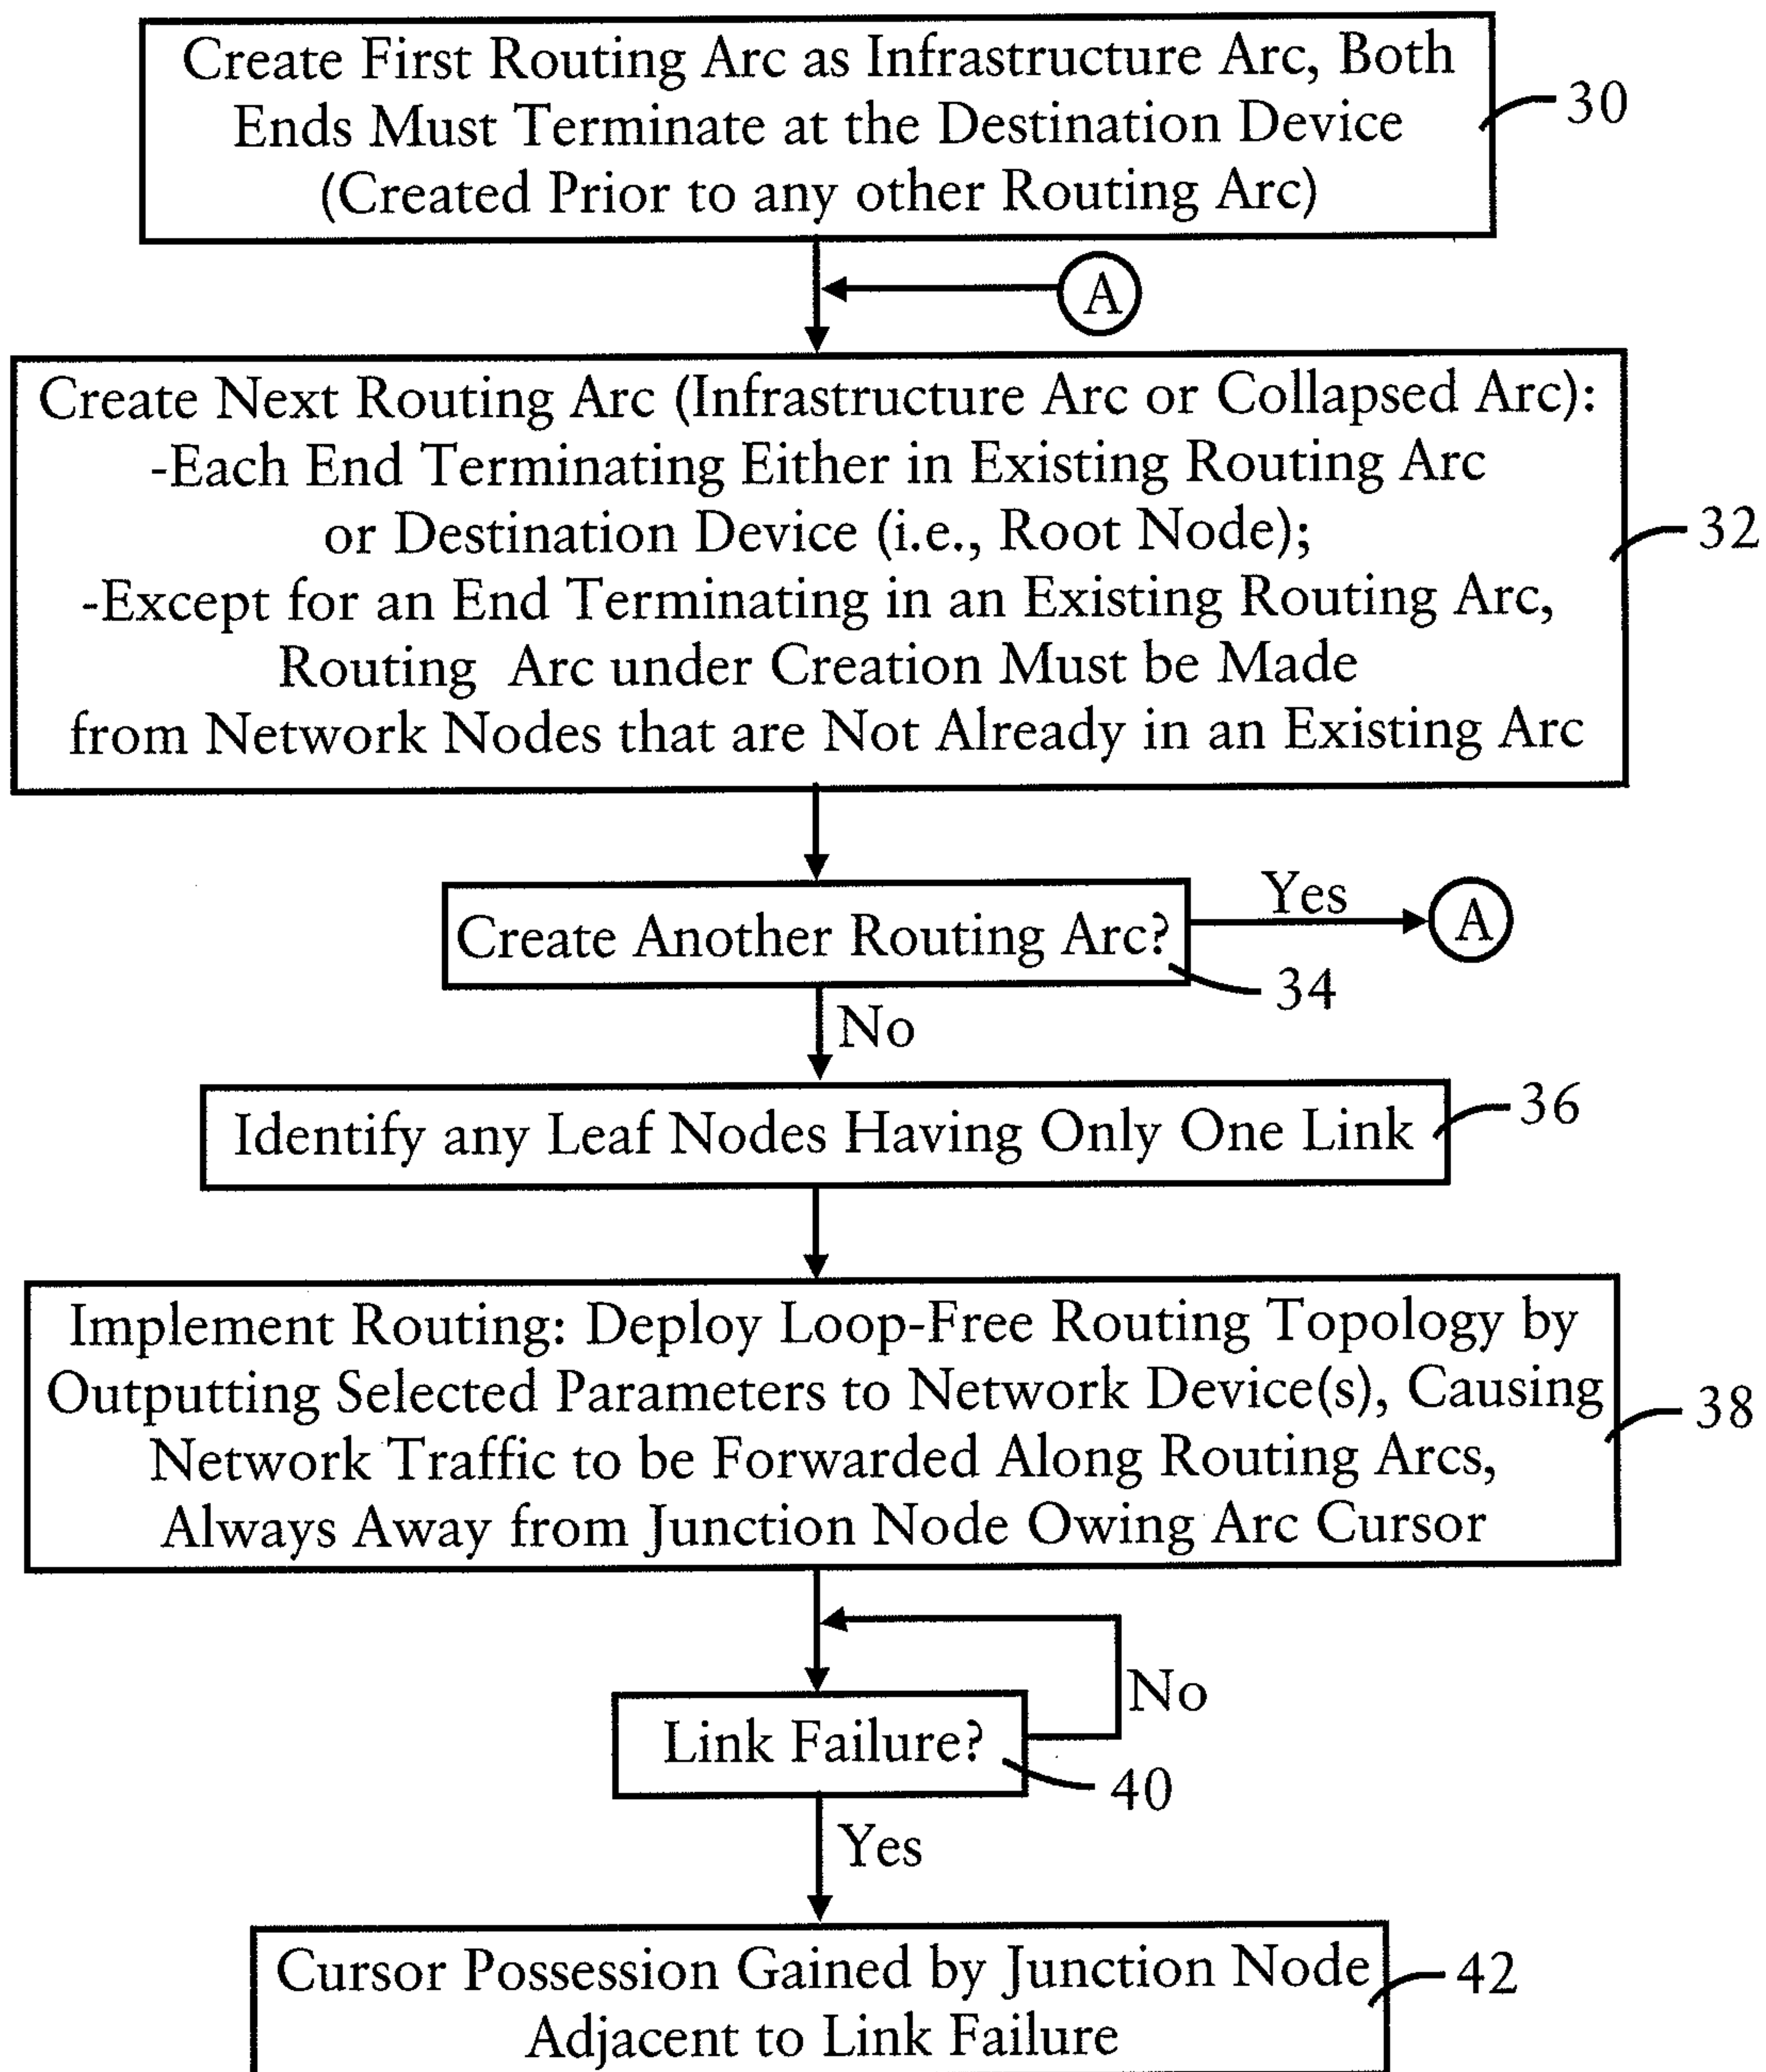 Create First Routing Arc as Infrastructure Arc, Both
Ends Must Terminate at the Destination Device
(Created Prior to any other Routing Arc)
30
A
Create Next Routing Arc (Infrastructure Arc or Collapsed Arc):
-Each End Terminating Either in Existing Routing Arc
or Destination Device (i.e., Root Node);
-Except for an End Terminating in an Existing Routing Arc,
Routing Arc under Creation Must be Made
from Network Nodes that are Not Already in an Existing Arc
32
Create Another Routing Arc?
Yes
A
34
No
Identify any Leaf Nodes Having Only One Link
36
Implement Routing: Deploy Loop-Free Routing Topology by
Outputting Selected Parameters to Network Device(s), Causing
Network Traffic to be Forwarded Along Routing Arcs,
Always Away from Junction Node Owing Arc Cursor
38
No
Link Failure?
40
Yes
Cursor Possession Gained by Junction Node
Adjacent to Link Failure
42